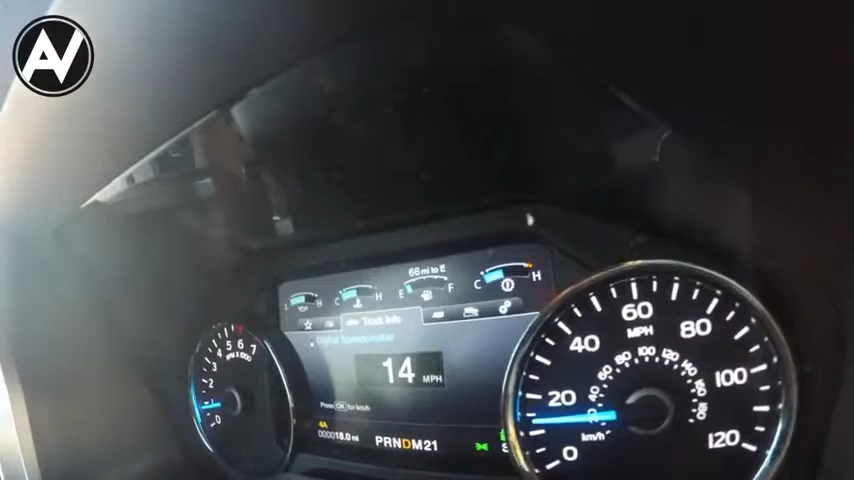 AV
66 mi to E
C H
E F
C H
Track Info
Digital Speedometer
14 MPH
Press OK for km/h
4A
000018.0 mi
PRNDM21
0 1 2 3 4 5 6 7
RPM X 1000
0 20 40 60 80 100 120
MPH
20 40 60 80 100 120 140 160 180
km/h